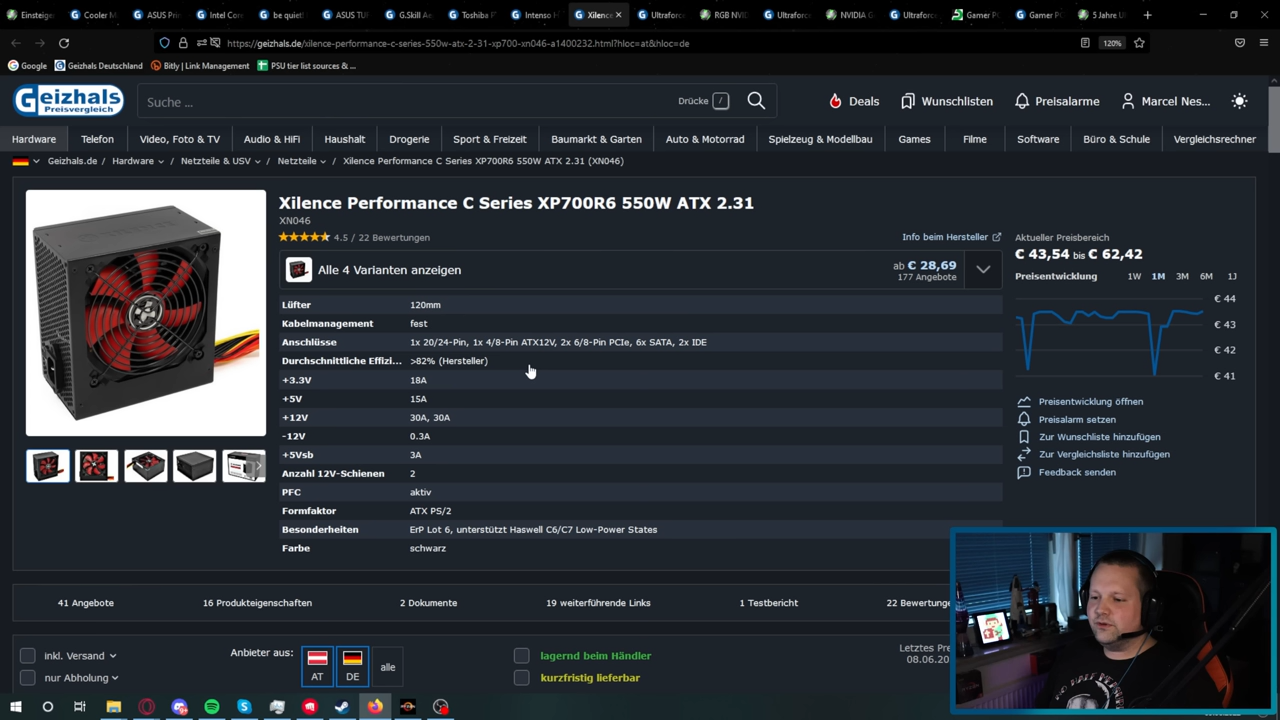 Einstellungen
Cooler M
ASUS Pri
Intel Core
be quiet!
ASUS TUF
G.Skill Ae
Toshiba F
Intenso H
Xilence
Ultraforc
RGB NVI
Ultraforc
NVIDIA G
Ultraforc
Gamer PC
Gamer PC
5 Jahre U
https://geizhals.de/xilence-performance-c-series-550w-atx-2-31-xp700-xn046-a1400232.html?hloc=at&hloc=de
120%
Google
Geizhals Deutschland
Bitly | Link Management
PSU tier list sources & ...
Geizhals
Preisvergleich
Suche ...
Drücke /
Deals
Wunschlisten
Preisalarme
Marcel Nes...
Hardware
Telefon
Video, Foto & TV
Audio & HiFi
Haushalt
Drogerie
Sport & Freizeit
Baumarkt & Garten
Auto & Motorrad
Spielzeug & Modellbau
Games
Filme
Software
Büro & Schule
Vergleichsrechner
Geizhals.de / Hardware / Netzteile & USV / Netzteile / Xilence Performance C Series XP700R6 550W ATX 2.31 (XN046)
Xilence Performance C Series XP700R6 550W ATX 2.31
XN046
4.5 / 22 Bewertungen
Info beim Hersteller
Alle 4 Varianten anzeigen
ab € 28,69
177 Angebote
Lüfter 120mm
Kabelmanagement fest
Anschlüsse 1x 20/24-Pin, 1x 4/8-Pin ATX12V, 2x 6/8-Pin PCIe, 6x SATA, 2x IDE
Durchschnittliche Effizi... >82% (Hersteller)
+3.3V 18A
+5V 15A
+12V 30A, 30A
-12V 0.3A
+5Vsb 3A
Anzahl 12V-Schienen 2
PFC aktiv
Formfaktor ATX PS/2
Besonderheiten ErP Lot 6, unterstützt Haswell C6/C7 Low-Power States
Farbe schwarz
Aktueller Preisbereich
€ 43,54 bis € 62,42
Preisentwicklung 1W 1M 3M 6M 1J
€ 44
€ 43
€ 42
€ 41
Preisentwicklung öffnen
Preisalarm setzen
Zur Wunschliste hinzufügen
Zur Vergleichsliste hinzufügen
Feedback senden
41 Angebote
16 Produkteigenschaften
2 Dokumente
19 weiterführende Links
1 Testbericht
22 Bewertunge
inkl. Versand
nur Abholung
Anbieter aus:
AT
DE
alle
lagernd beim Händler
kurzfristig lieferbar
Letztes Pre
08.06.20